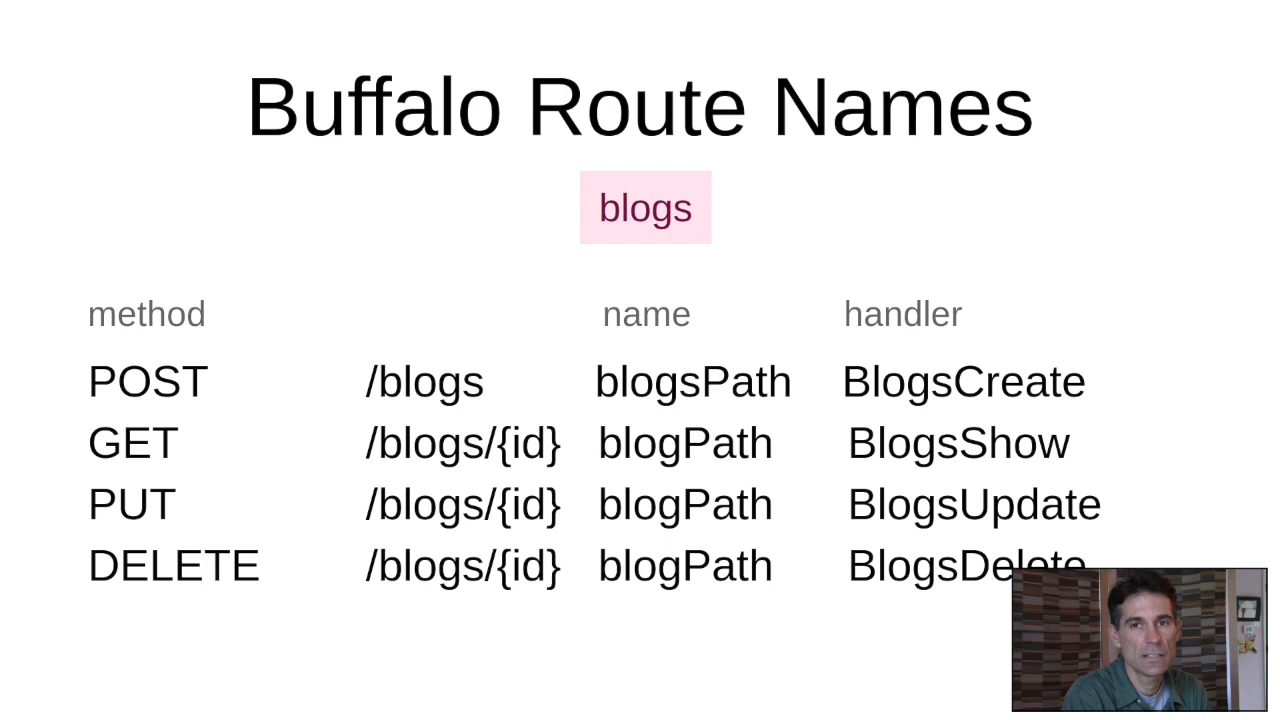 Buffalo Route Names
blogs
method name handler
POST /blogs blogsPath BlogsCreate
GET /blogs/{id} blogPath BlogsShow
PUT /blogs/{id} blogPath BlogsUpdate
DELETE /blogs/{id} blogPath BlogsDelete